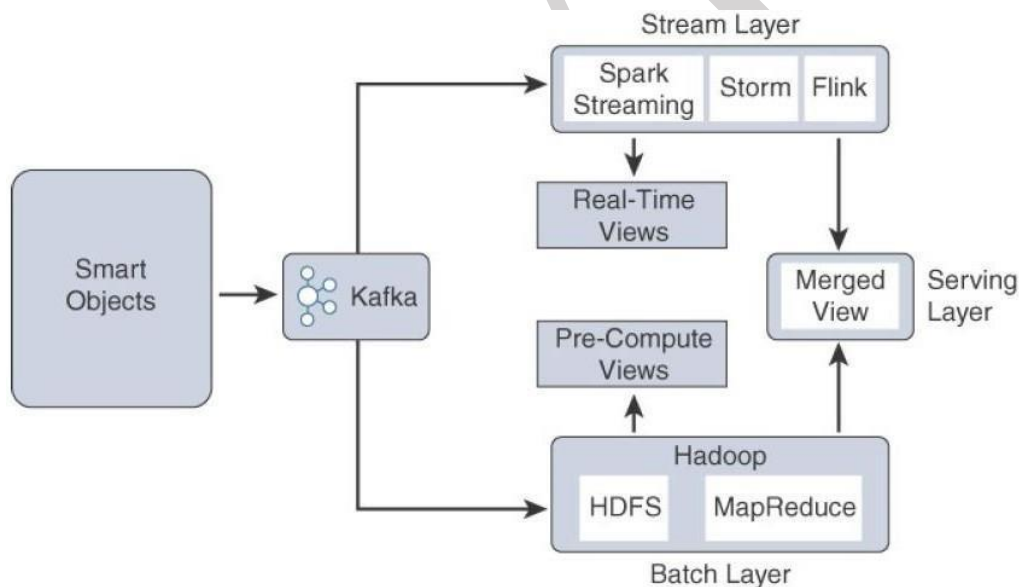 Stream Layer
Spark
Streaming
Storm
Flink
Real-Time
Views
Smart
Objects
Kafka
Merged
View
Serving
Layer
Pre-Compute
Views
Hadoop
HDFS
MapReduce
Batch Layer